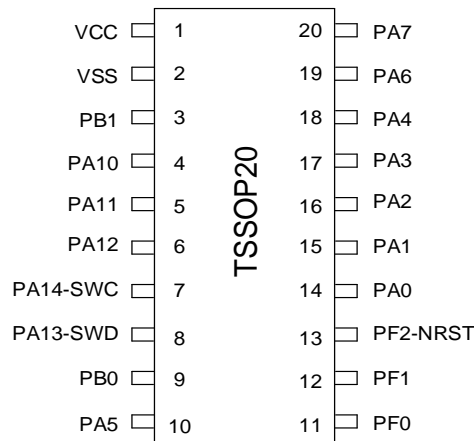 VCC 1 20 PA7
VSS 2 19 PA6
PB1 3 18 PA4
PA10 4 17 PA3
PA11 5 16 PA2
PA12 6 15 PA1
PA14-SWC 7 14 PA0
PA13-SWD 8 13 PF2-NRST
PB0 9 12 PF1
PA5 10 11 PF0
TSSOP20